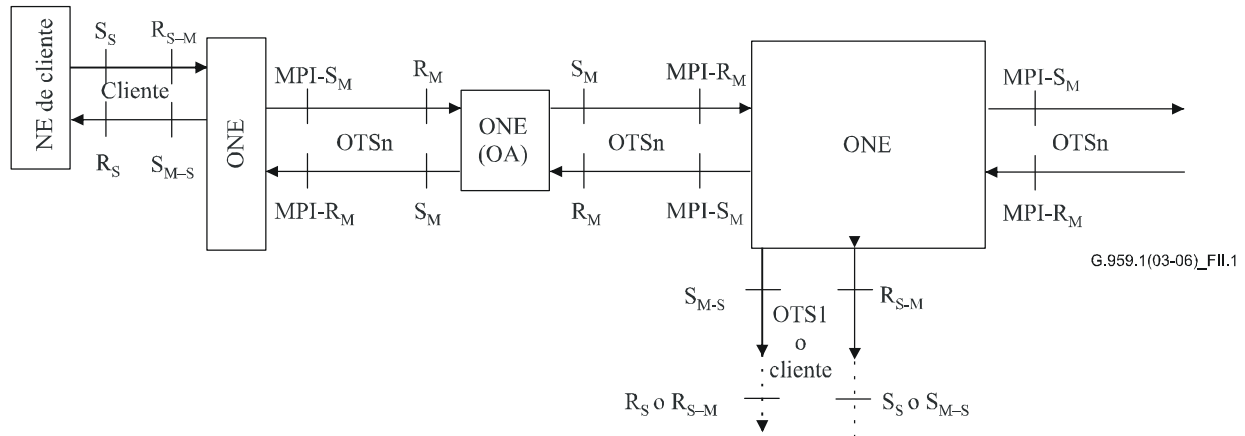 NE de cliente
S_S
R_S–M
Cliente
R_S
S_M–S
ONE
MPI-S_M
R_M
OTSn
MPI-R_M
S_M
ONE
(OA)
S_M
MPI-R_M
OTSn
R_M
MPI-S_M
ONE
MPI-S_M
OTSn
MPI-R_M
G.959.1(03-06)_FII.1
S_M-S
R_S-M
OTS1
o
cliente
R_S o R_S–M
S_S o S_M–S